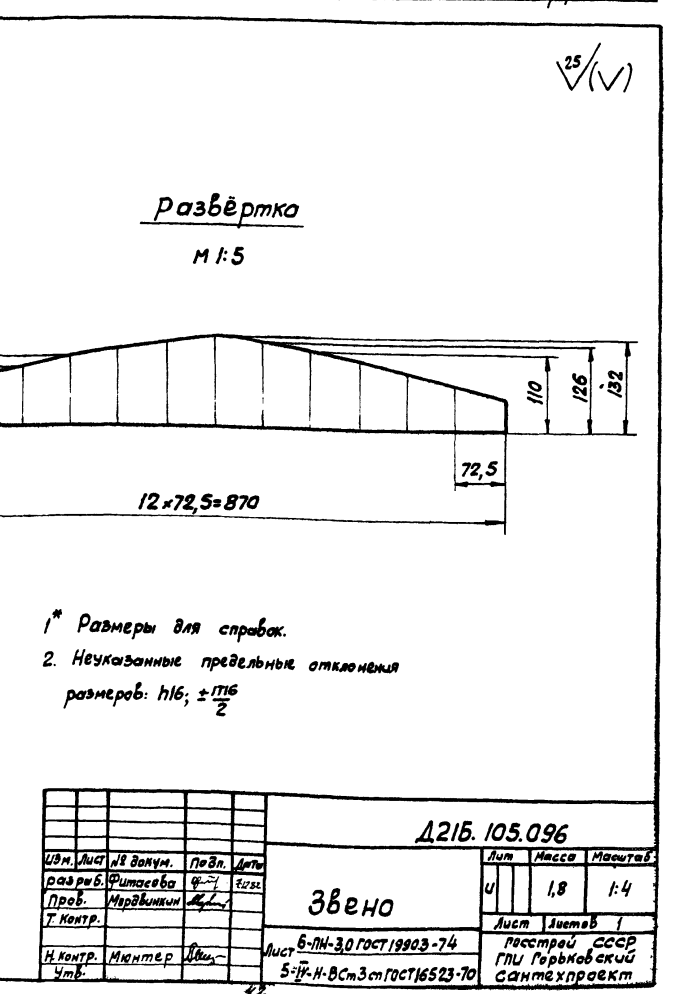 25
Развёртка
М 1:5
110
126
132
72,5
12×72,5=870
1* Размеры для справок.
2. Неуказанные предельные отклонения
размеров: h16; ±IT16/2
Д21Б. 105.096
Изм. Лист № докум. Подп. Дата
Разраб. Фитасова
Пров. Мордвинкин
Т. Контр.
Н. Контр. Мюнтер
Утв.
Звено
Лит Масса Масштаб
и 1,8 1:4
Лист Листов 1
Лист Б-ПН-3,0 ГОСТ 19903-74
5-IV-Н-ВСт3сп ГОСТ 16523-70
Росстрой СССР
ГПИ Горьковский
Сантехпроект